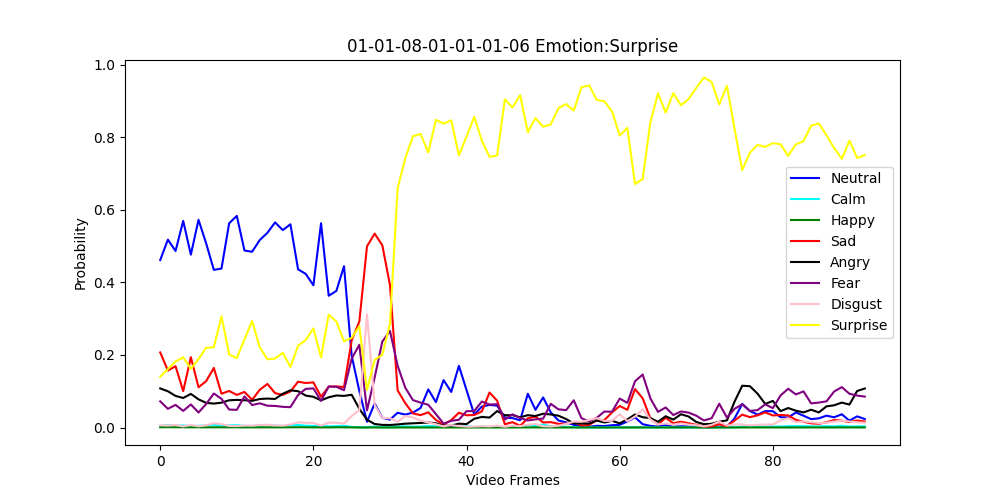 01-01-08-01-01-01-06 Emotion:Surprise
1.0
0.8
0.6
0.4
0.2
0.0
Probability
0 20 40 60 80
Video Frames
Neutral
Calm
Happy
Sad
Angry
Fear
Disgust
Surprise